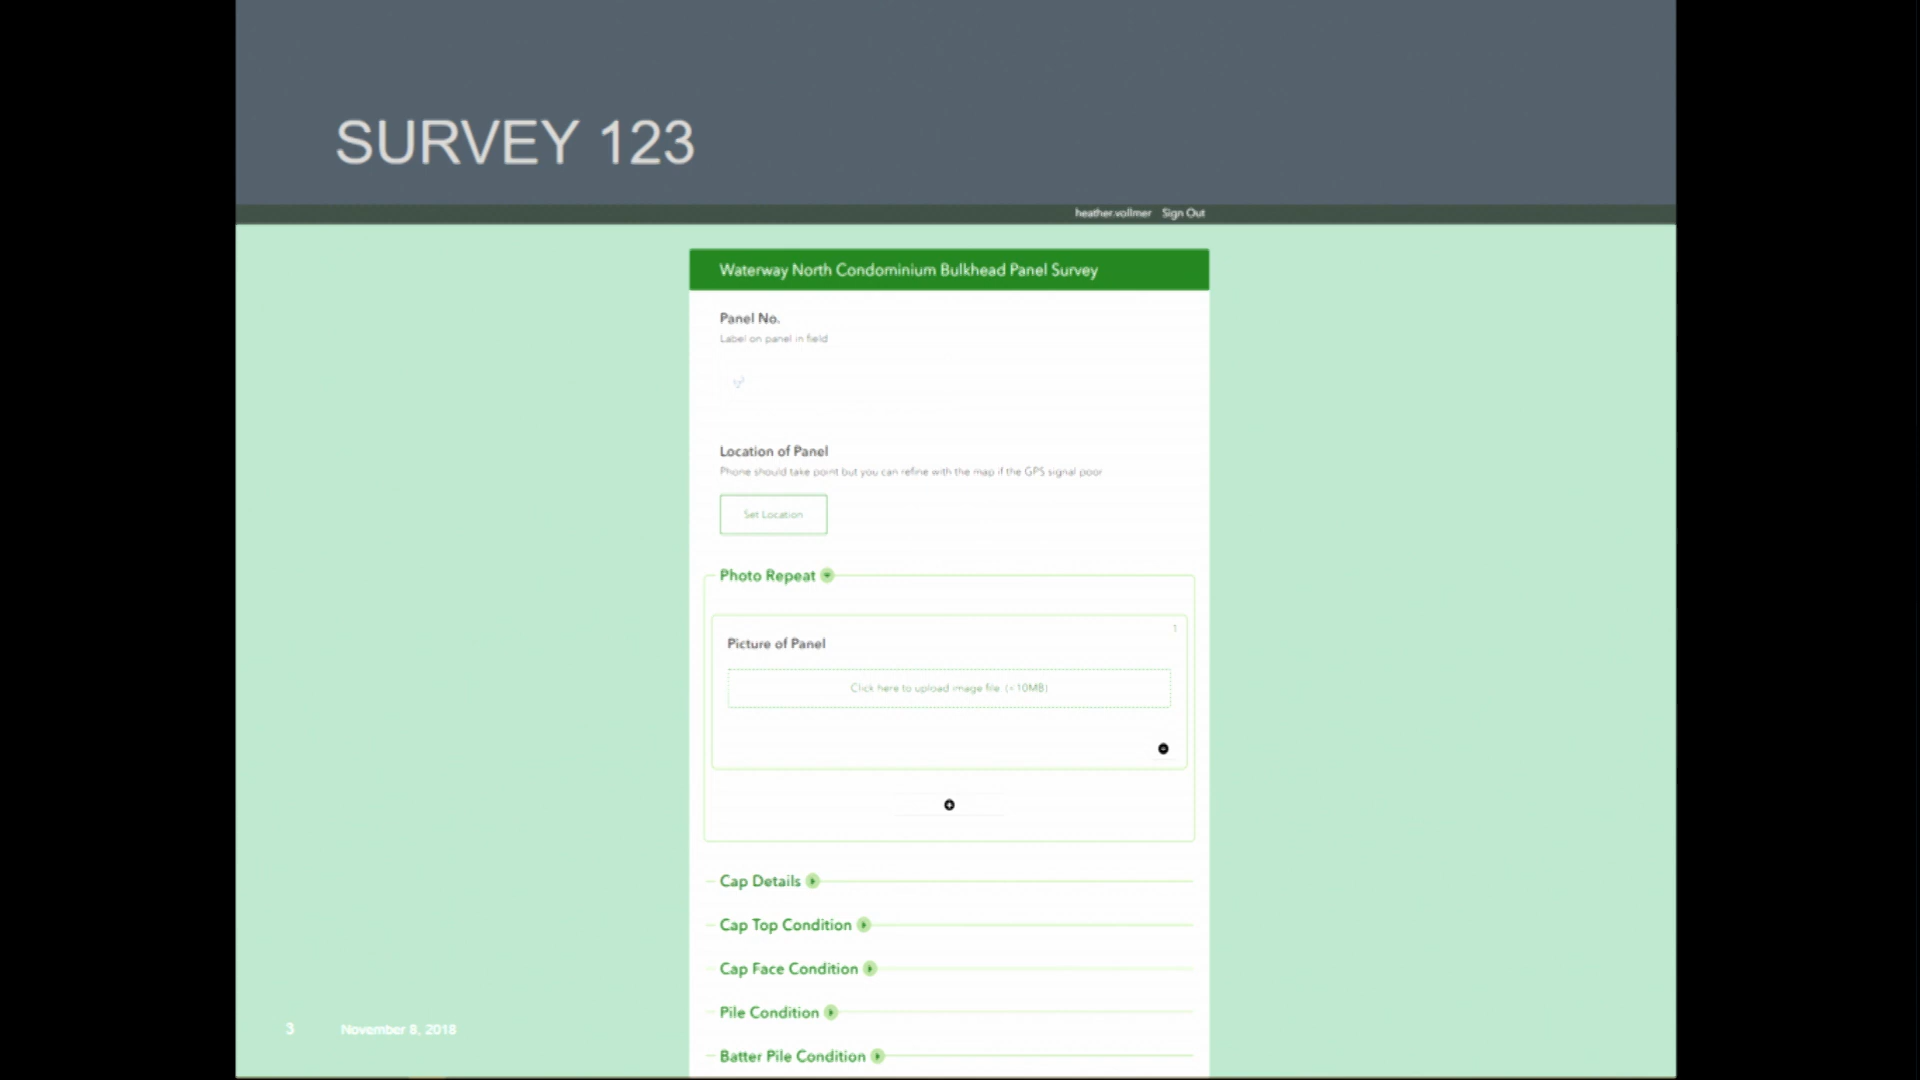 SURVEY 123
heather.vollmer Sign Out
Waterway North Condominium Bulkhead Panel Survey
Panel No.
Label on panel in field
Location of Panel
Phone should take point but you can refine with the map if the GPS signal poor
Set Location
Photo Repeat
1
Picture of Panel
Click here to upload image file. (<10MB)
Cap Details
Cap Top Condition
Cap Face Condition
Pile Condition
Batter Pile Condition
3 November 8, 2018